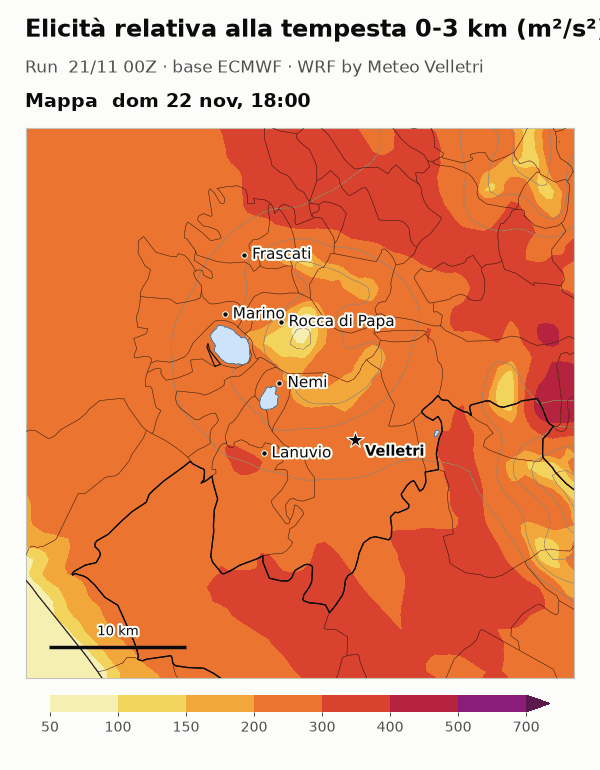 Elicità relativa alla tempesta 0-3 km (m²/s²)
Run  21/11 00Z · base ECMWF · WRF by Meteo Velletri
Mappa  dom 22 nov, 18:00
Frascati
Marino
Rocca di Papa
Nemi
Velletri
Lanuvio
10 km
50 100 150 200 300 400 500 700